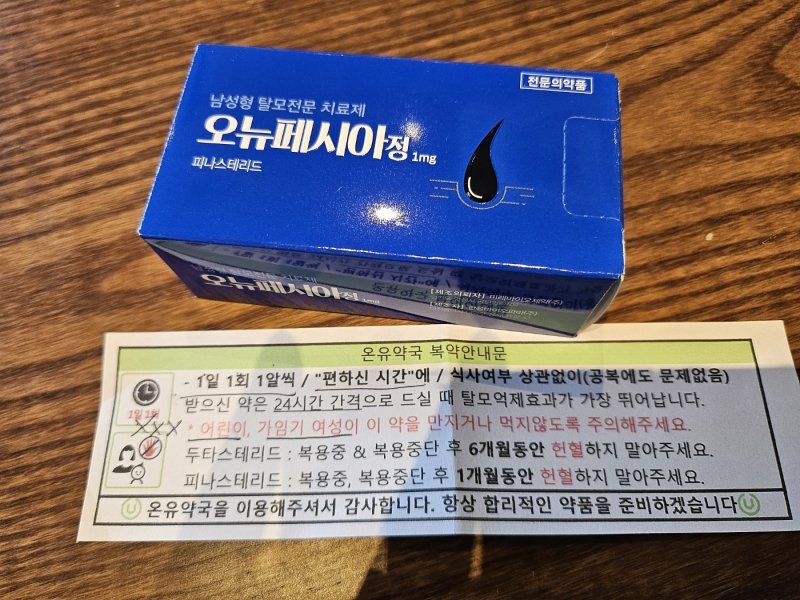 전문의약품
남성형 탈모전문 치료제
오뉴페시아정 1mg
피나스테리드
오뉴페시아정 1mg
온유약국 복약안내문
- 1일 1회 1알씩 / "편하신 시간"에 / 식사여부 상관없이(공복에도 문제없음)
받으신 약은 24시간 간격으로 드실 때 탈모억제효과가 가장 뛰어납니다.
1일 1회
XXX * 어린이, 가임기 여성이 이 약을 만지거나 먹지않도록 주의해주세요.
두타스테리드 : 복용중 & 복용중단 후 6개월동안 헌혈하지 말아주세요.
피나스테리드 : 복용중, 복용중단 후 1개월동안 헌혈하지 말아주세요.
온유약국을 이용해주셔서 감사합니다. 항상 합리적인 약품을 준비하겠습니다